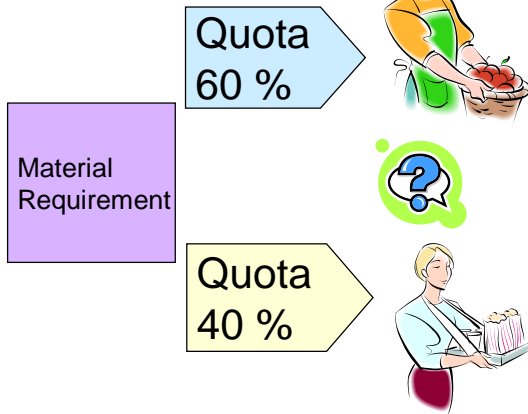 Quota
60 %
Material
Requirement
?
Quota
40 %